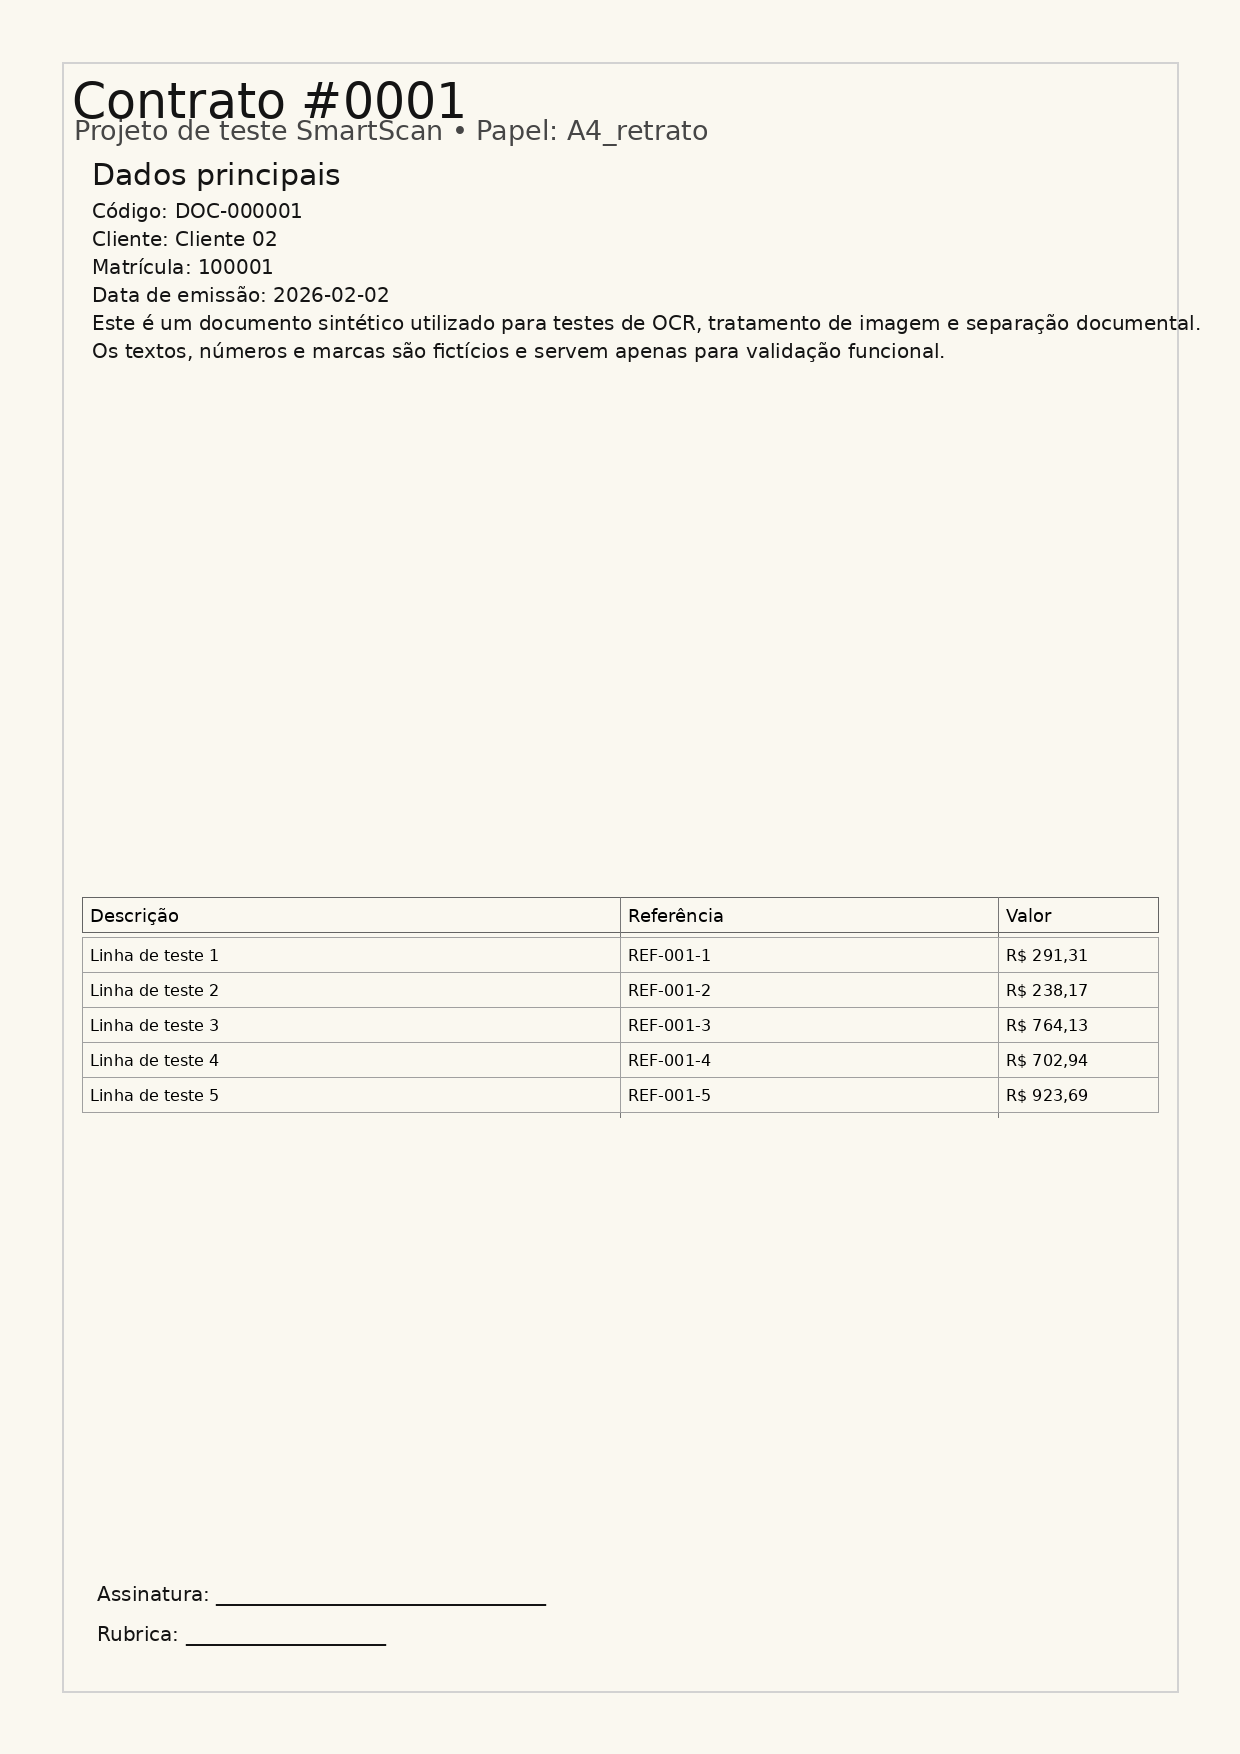 Contrato #0001
Projeto de teste SmartScan • Papel: A4_retrato
Dados principais
Código: DOC-000001
Cliente: Cliente 02
Matrícula: 100001
Data de emissão: 2026-02-02
Este é um documento sintético utilizado para testes de OCR, tratamento de imagem e separação documental.
Os textos, números e marcas são fictícios e servem apenas para validação funcional.
Descrição Referência Valor
Linha de teste 1 REF-001-1 R$ 291,31
Linha de teste 2 REF-001-2 R$ 238,17
Linha de teste 3 REF-001-3 R$ 764,13
Linha de teste 4 REF-001-4 R$ 702,94
Linha de teste 5 REF-001-5 R$ 923,69
Assinatura: ______________________________
Rubrica: __________________